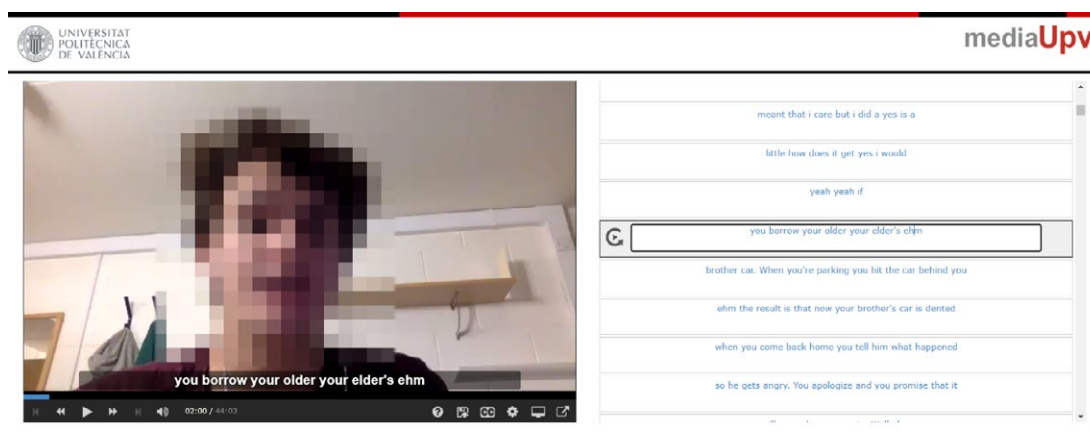 UNIVERSITAT
POLITÈCNICA
DE VALÈNCIA
mediaUpv
meant that i care but i did a yes is a
little how does it get yes i would
yeah yeah if
you borrow your older your elder's ehm
brother car. When you're parking you hit the car behind you
ehm the result is that now your brother's car is dented
when you come back home you tell him what happened
so he gets angry. You apologize and you promise that it
you borrow your older your elder's ehm
02:00 / 44:03
CC